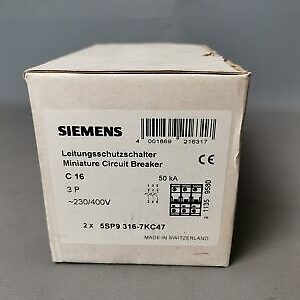 SIEMENS
4 001869 216317
Leitungsschutzschalter
Miniature Circuit Breaker
C 16
50 kA
3 P
~230/400V
2 x 5SP9 316-7KC47
MADE IN SWITZERLAND